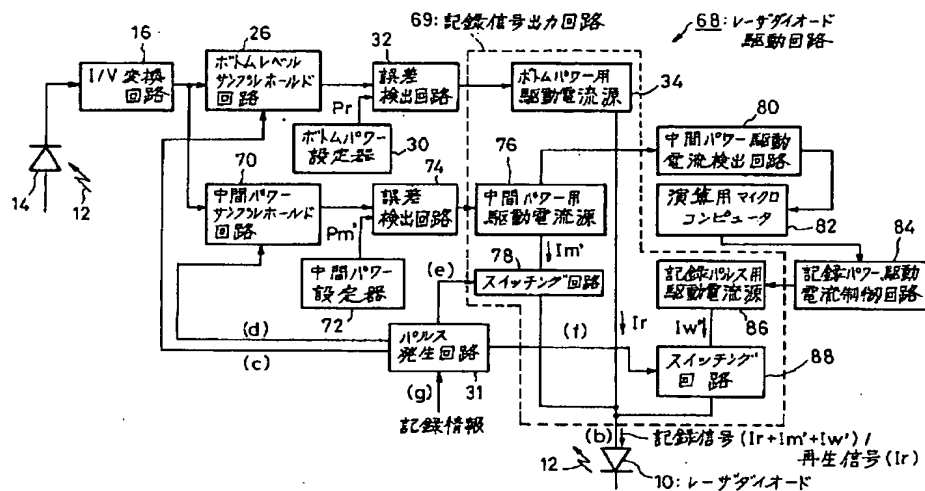 69:記録信号出力回路
68:レーザダイオード
駆動回路
16
I/V 変換
回路
26
ボトムレベル
サンプルホールド
回路
32
誤差
検出回路
Pr
ボトムパワー
設定器
30
ボトムパワー用
駆動電流源
34
14
12
70
中間パワー
サンプルホールド
回路
74
誤差
検出回路
Pm'
中間パワー
設定器
72
76
中間パワー用
駆動電流源
Im'
78
スイッチング回路
80
中間パワー駆動
電流検出回路
演算用マイクロ
コンピュータ
82
84
記録パワー駆動
電流制御回路
記録パルス用
駆動電流源
86
Iw'
Ir
スイッチング
回路
88
(e)
(d)
(c)
(f)
パルス
発生回路
31
(g)
記録情報
(b)
記録信号(Ir+Im'+Iw')/
再生信号(Ir)
12
10:レーザダイオード